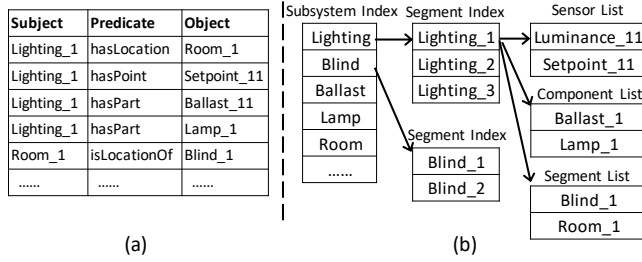 Subject Predicate Object
Lighting_1 hasLocation Room_1
Lighting_1 hasPoint Setpoint_11
Lighting_1 hasPart Ballast_11
Lighting_1 hasPart Lamp_1
Room_1 isLocationOf Blind_1
...... ...... ......
(a)
Subsystem Index
Lighting
Blind
Ballast
Lamp
Room
......
Segment Index
Lighting_1
Lighting_2
Lighting_3
Segment Index
Blind_1
Blind_2
Sensor List
Luminance_11
Setpoint_11
Component List
Ballast_1
Lamp_1
Segment List
Blind_1
Room_1
(b)